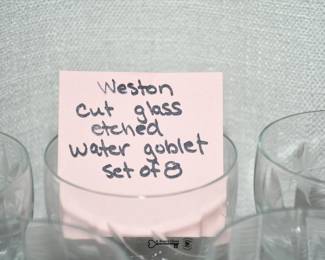 Weston
cut glass
etched
water goblet
set of 8